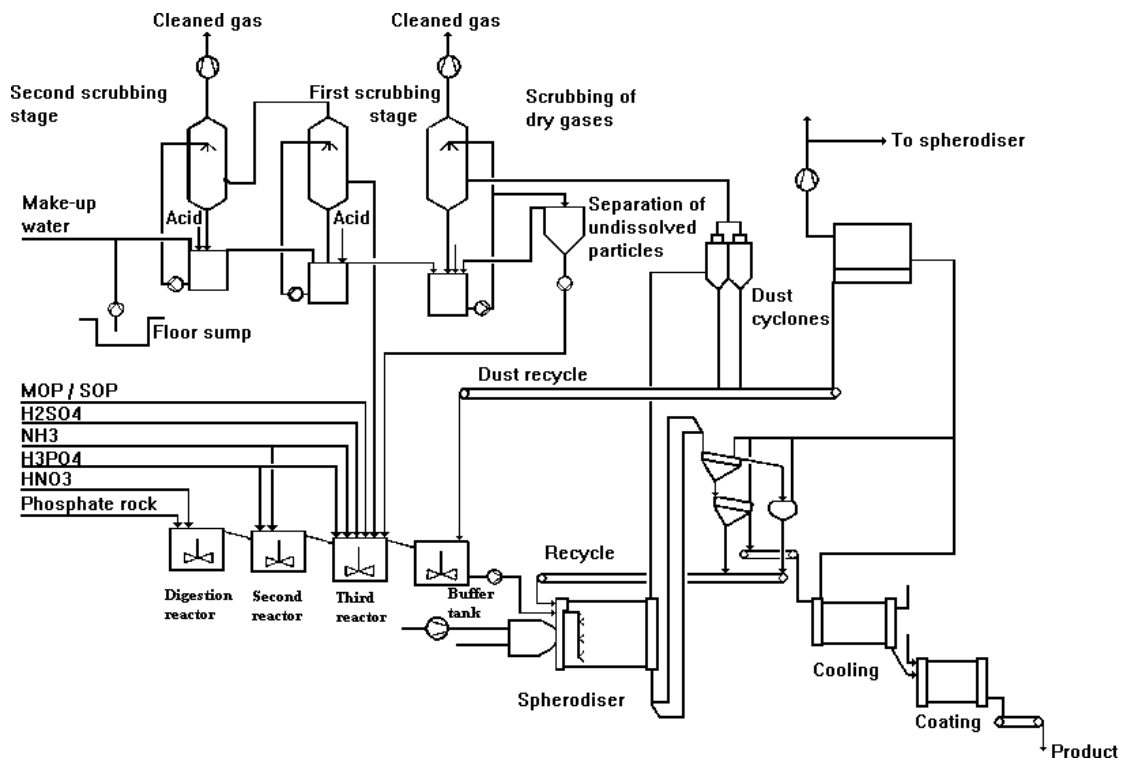 Cleaned gas
Cleaned gas
Second scrubbing
stage
First scrubbing
stage
Scrubbing of
dry gases
To spherodiser
Make-up
water
Acid
Acid
Separation of
undissolved
particles
Dust
cyclones
Floor sump
Dust recycle
MOP / SOP
H2SO4
NH3
H3PO4
HNO3
Phosphate rock
Recycle
Digestion
reactor
Second
reactor
Third
reactor
Buffer
tank
Spherodiser
Cooling
Coating
Product